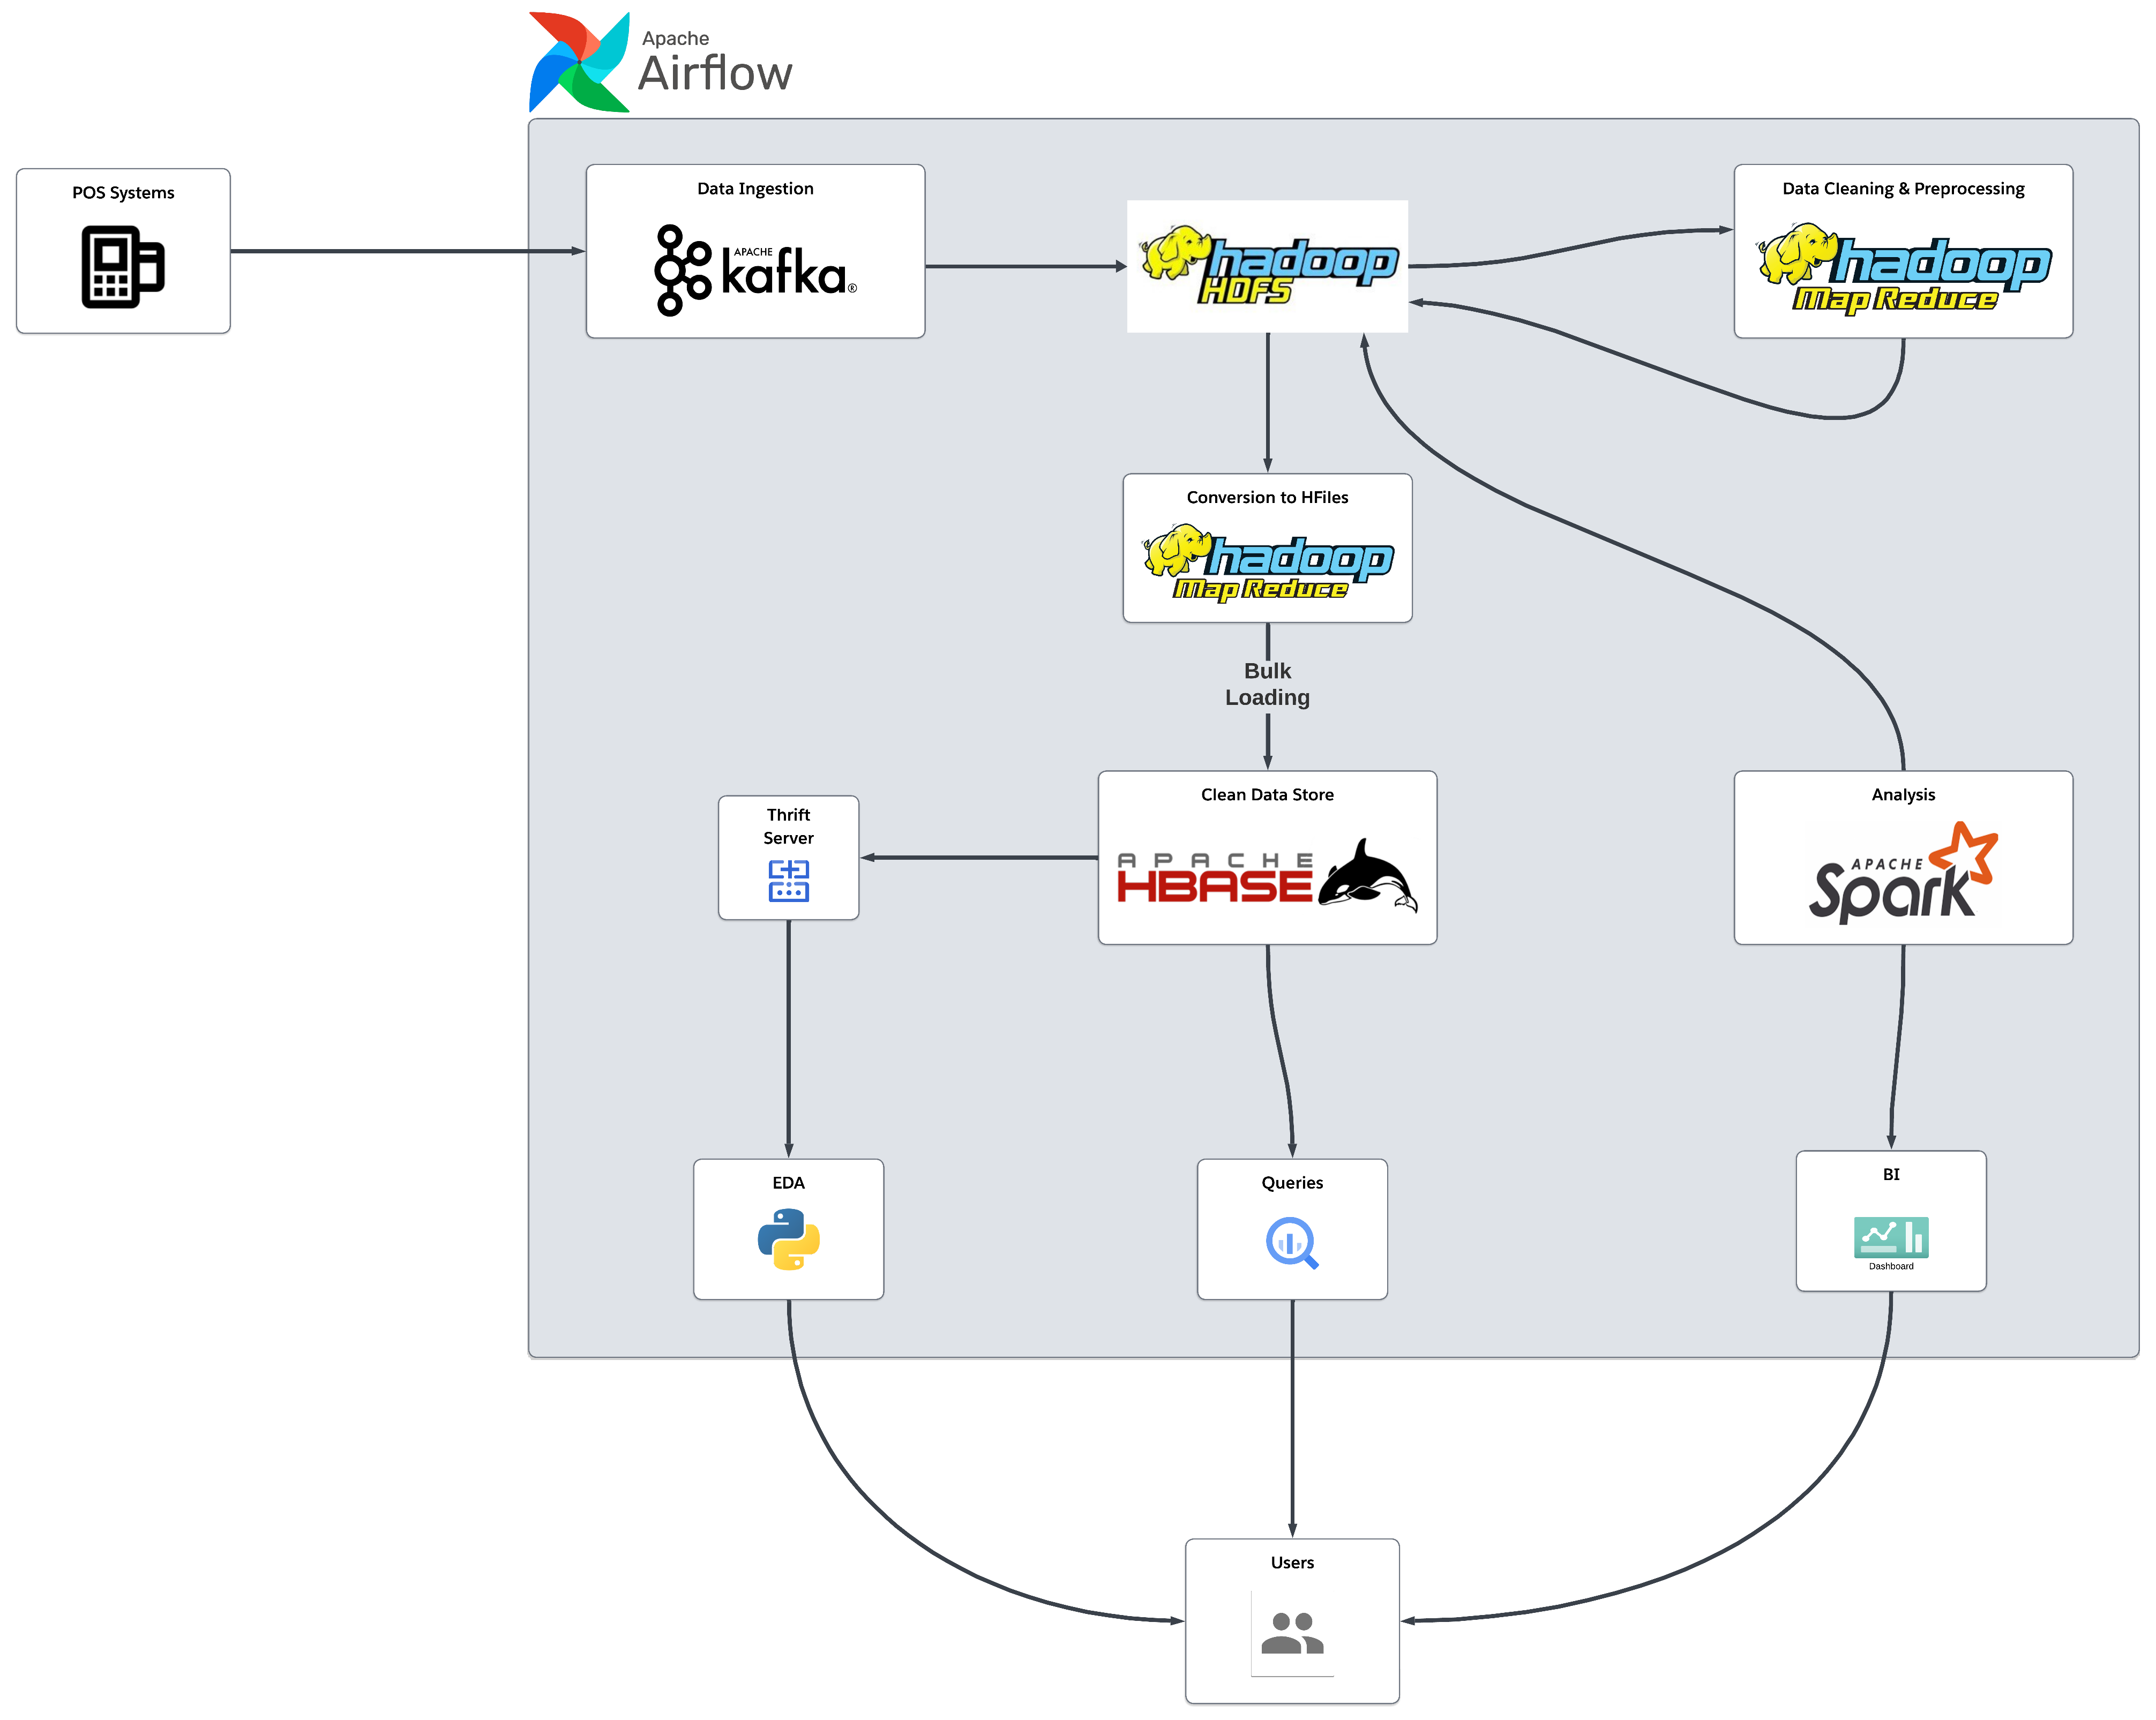 Apache
Airflow
POS Systems
Data Ingestion
APACHE
kafka®
hadoop
HDFS
Data Cleaning & Preprocessing
hadoop
Map Reduce
Conversion to HFiles
hadoop
Map Reduce
Bulk
Loading
Thrift
Server
Clean Data Store
APACHE
HBASE
Analysis
APACHE
Spark
EDA
Queries
BI
Dashboard
Users